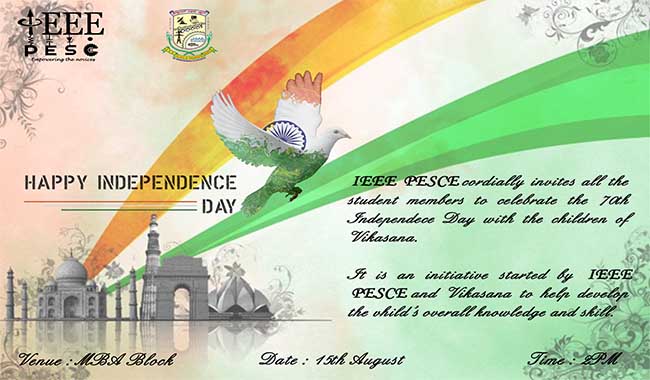 IEEE
PESC
Empowering the novices
HAPPY INDEPENDENCE
DAY
IEEE PESCE cordially invites all the
student members to celebrate the 70th
Independece Day with the children of
Vikasana.
It is an initiative started by IEEE
PESCE and Vikasana to help develop
the vhild's overall knowledge and skill.
Venue : MBA Block
Date : 15th August
Time : 2PM